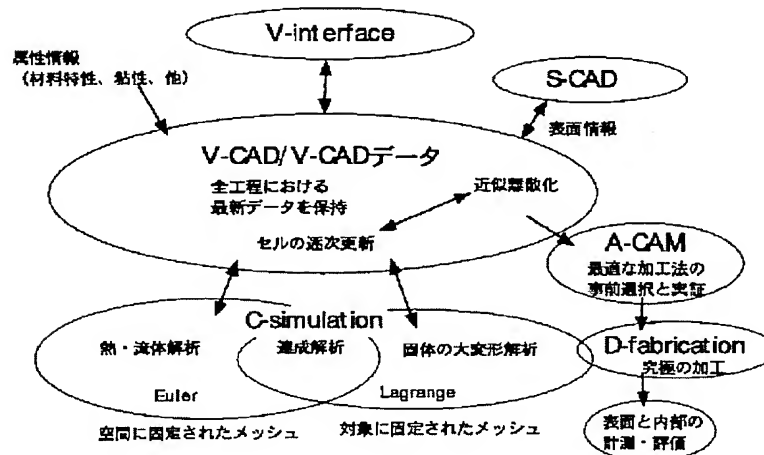 V-interface
属性情報
(材料特性、粘性、他)
S-CAD
表面情報
V-CAD/V-CADデータ
全工程における
最新データを保持
近似離散化
セルの逐次更新
A-CAM
最適な加工法の
事前選択と実証
C-simulation
熱・流体解析
達成解析
固体の大変形解析
D-fabrication
究極の加工
Euler
Lagrange
空間に固定されたメッシュ
対象に固定されたメッシュ
表面と内部の
計測・評価